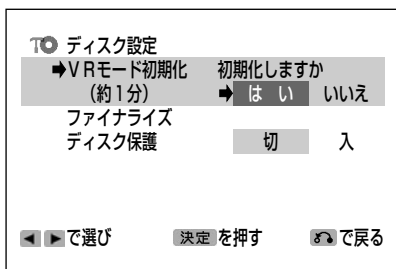 TO ディスク設定
➡VRモード初期化 初期化しますか
(約1分) ➡ はい いいえ
ファイナライズ
ディスク保護 切 入
◀ ▶で選び 決定を押す で戻る